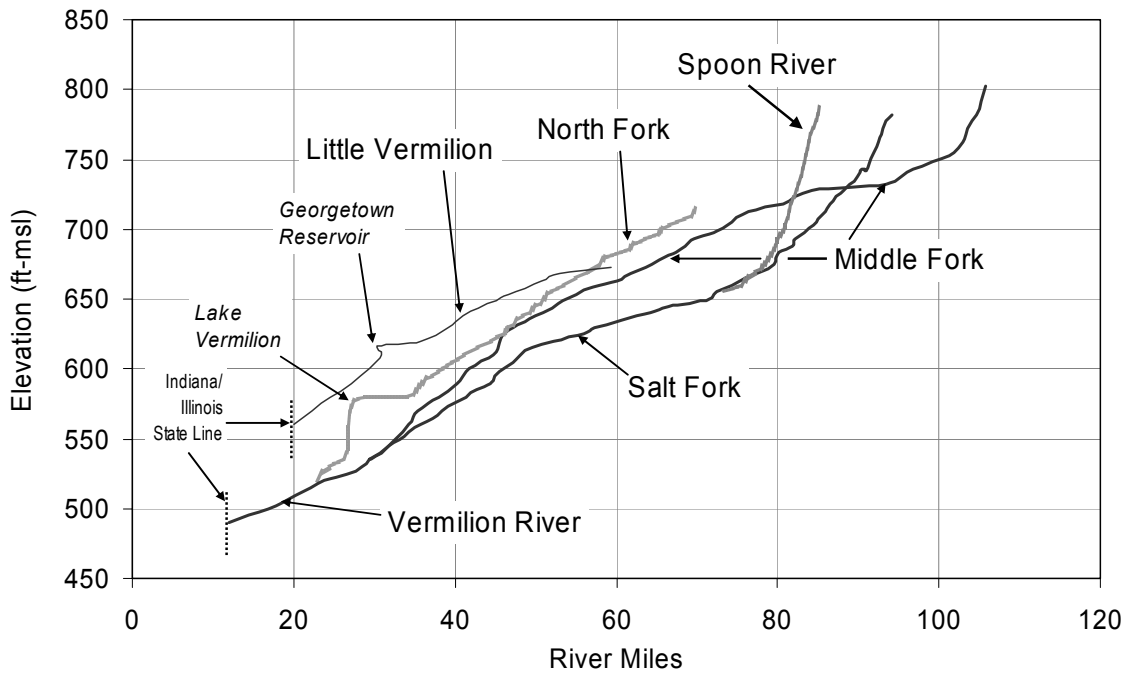 850
800
750
700
650
600
550
500
450
0
20
40
60
80
100
120
Elevation (ft-msl)
River Miles
Spoon River
North Fork
Little Vermilion
Georgetown
Reservoir
Lake
Vermilion
Indiana/
Illinois
State Line
Middle Fork
Salt Fork
Vermilion River